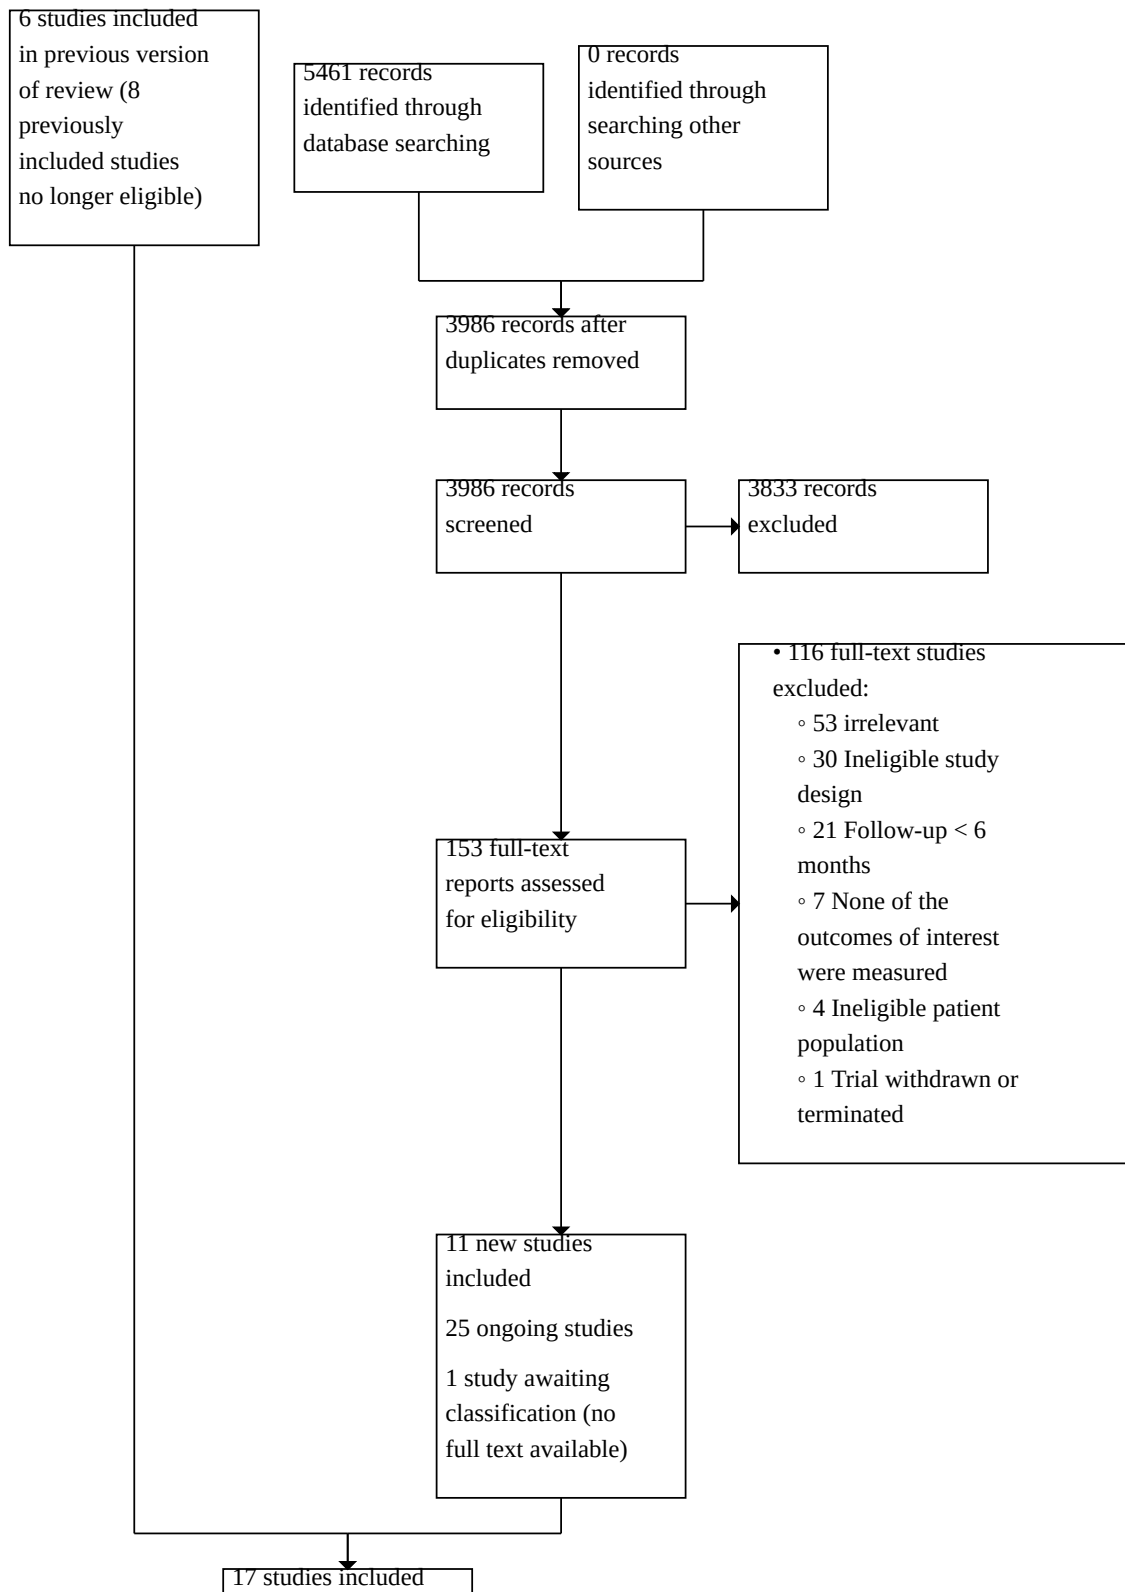 6 studies included
in previous version
of review (8
previously
included studies
no longer eligible)
5461 records
identified through
database searching
0 records
identified through
searching other
sources
3986 records after
duplicates removed
3986 records
screened
3833 records
excluded
• 116 full-text studies
excluded:
◦ 53 irrelevant
◦ 30 Ineligible study
design
◦ 21 Follow-up < 6
months
◦ 7 None of the
outcomes of interest
were measured
◦ 4 Ineligible patient
population
◦ 1 Trial withdrawn or
terminated
153 full-text
reports assessed
for eligibility
11 new studies
included
25 ongoing studies
1 study awaiting
classification (no
full text available)
17 studies included